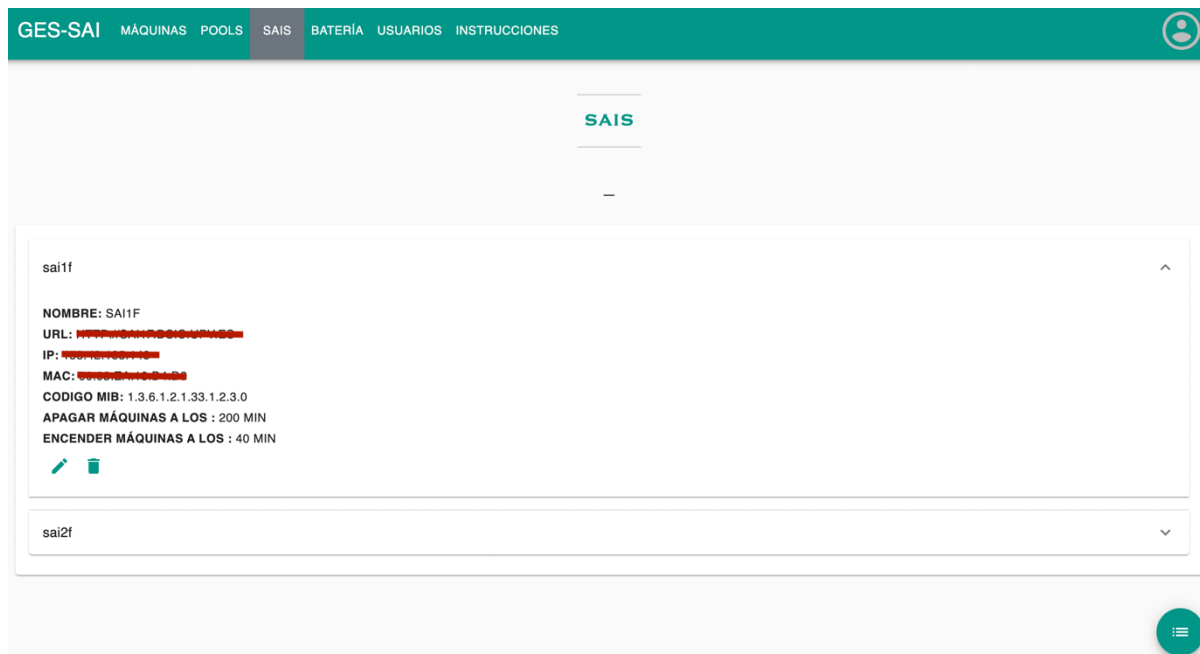 GES-SAI MÁQUINAS POOLS SAIS BATERÍA USUARIOS INSTRUCCIONES
SAIS
—
sai1f
NOMBRE: SAI1F
URL:
IP:
MAC:
CODIGO MIB: 1.3.6.1.2.1.33.1.2.3.0
APAGAR MÁQUINAS A LOS : 200 MIN
ENCENDER MÁQUINAS A LOS : 40 MIN
sai2f